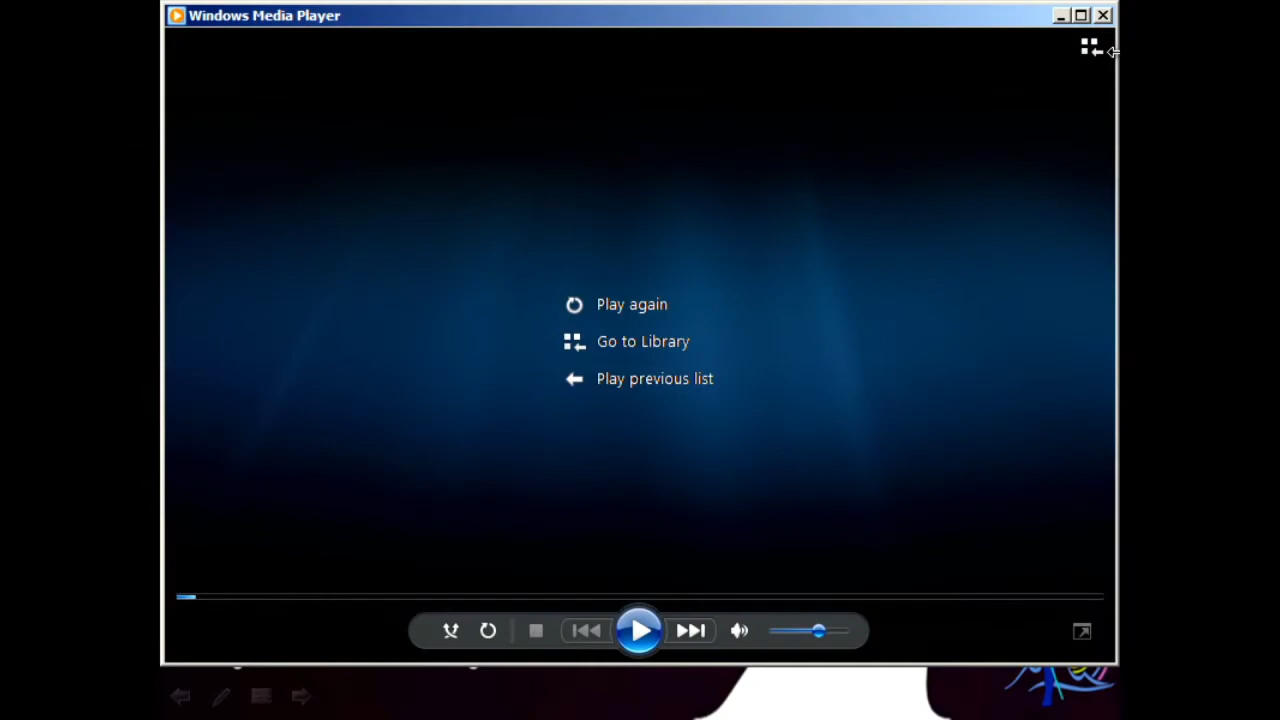 Windows Media Player
Play again
Go to Library
Play previous list